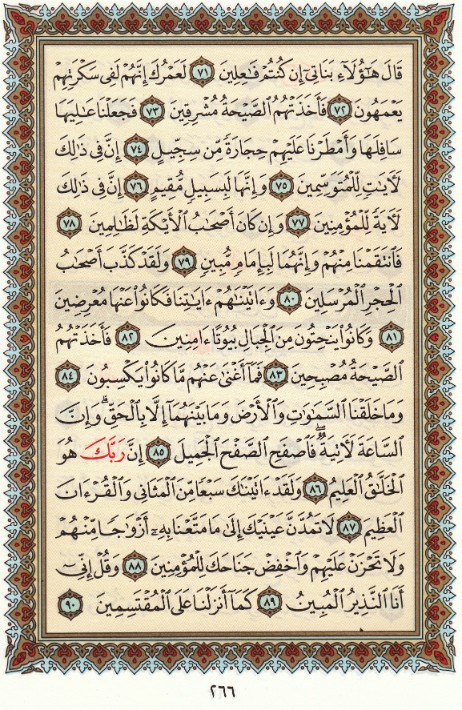 قَالَ هَٰٓؤُلَآءِ بَنَاتِىٓ إِن كُنتُمْ فَٰعِلِينَ ٧١ لَعَمْرُكَ إِنَّهُمْ لَفِى سَكْرَتِهِمْ
يَعْمَهُونَ ٧٢ فَأَخَذَتْهُمُ ٱلصَّيْحَةُ مُشْرِقِينَ ٧٣ فَجَعَلْنَا عَٰلِيَهَا
سَافِلَهَا وَأَمْطَرْنَا عَلَيْهِمْ حِجَارَةً مِّن سِجِّيلٍ ٧٤ إِنَّ فِى ذَٰلِكَ
لَءَايَٰتٍ لِّلْمُتَوَسِّمِينَ ٧٥ وَإِنَّهَا لَبِسَبِيلٍ مُّقِيمٍ ٧٦ إِنَّ فِى ذَٰلِكَ
لَءَايَةً لِّلْمُؤْمِنِينَ ٧٧ وَإِن كَانَ أَصْحَٰبُ ٱلْأَيْكَةِ لَظَٰلِمِينَ ٧٨
فَٱنتَقَمْنَا مِنْهُمْ وَإِنَّهُمَا لَبِإِمَامٍ مُّبِينٍ ٧٩ وَلَقَدْ كَذَّبَ أَصْحَٰبُ
ٱلْحِجْرِ ٱلْمُرْسَلِينَ ٨٠ وَءَاتَيْنَٰهُمْ ءَايَٰتِنَا فَكَانُوا۟ عَنْهَا مُعْرِضِينَ
٨١ وَكَانُوا۟ يَنْحِتُونَ مِنَ ٱلْجِبَالِ بُيُوتًا ءَامِنِينَ ٨٢ فَأَخَذَتْهُمُ
ٱلصَّيْحَةُ مُصْبِحِينَ ٨٣ فَمَآ أَغْنَىٰ عَنْهُم مَّا كَانُوا۟ يَكْسِبُونَ ٨٤
وَمَا خَلَقْنَا ٱلسَّمَٰوَٰتِ وَٱلْأَرْضَ وَمَا بَيْنَهُمَآ إِلَّا بِٱلْحَقِّ ۗ وَإِنَّ
ٱلسَّاعَةَ لَءَاتِيَةٌ ۖ فَٱصْفَحِ ٱلصَّفْحَ ٱلْجَمِيلَ ٨٥ إِنَّ رَبَّكَ هُوَ
ٱلْخَلَّٰقُ ٱلْعَلِيمُ ٨٦ وَلَقَدْ ءَاتَيْنَٰكَ سَبْعًا مِّنَ ٱلْمَثَانِى وَٱلْقُرْءَانَ
ٱلْعَظِيمَ ٨٧ لَا تَمُدَّنَّ عَيْنَيْكَ إِلَىٰ مَا مَتَّعْنَا بِهِۦٓ أَزْوَٰجًا مِّنْهُمْ
وَلَا تَحْزَنْ عَلَيْهِمْ وَٱخْفِضْ جَنَاحَكَ لِلْمُؤْمِنِينَ ٨٨ وَقُلْ إِنِّىٓ
أَنَا ٱلنَّذِيرُ ٱلْمُبِينُ ٨٩ كَمَآ أَنزَلْنَا عَلَى ٱلْمُقْتَسِمِينَ ٩٠
٢٦٦